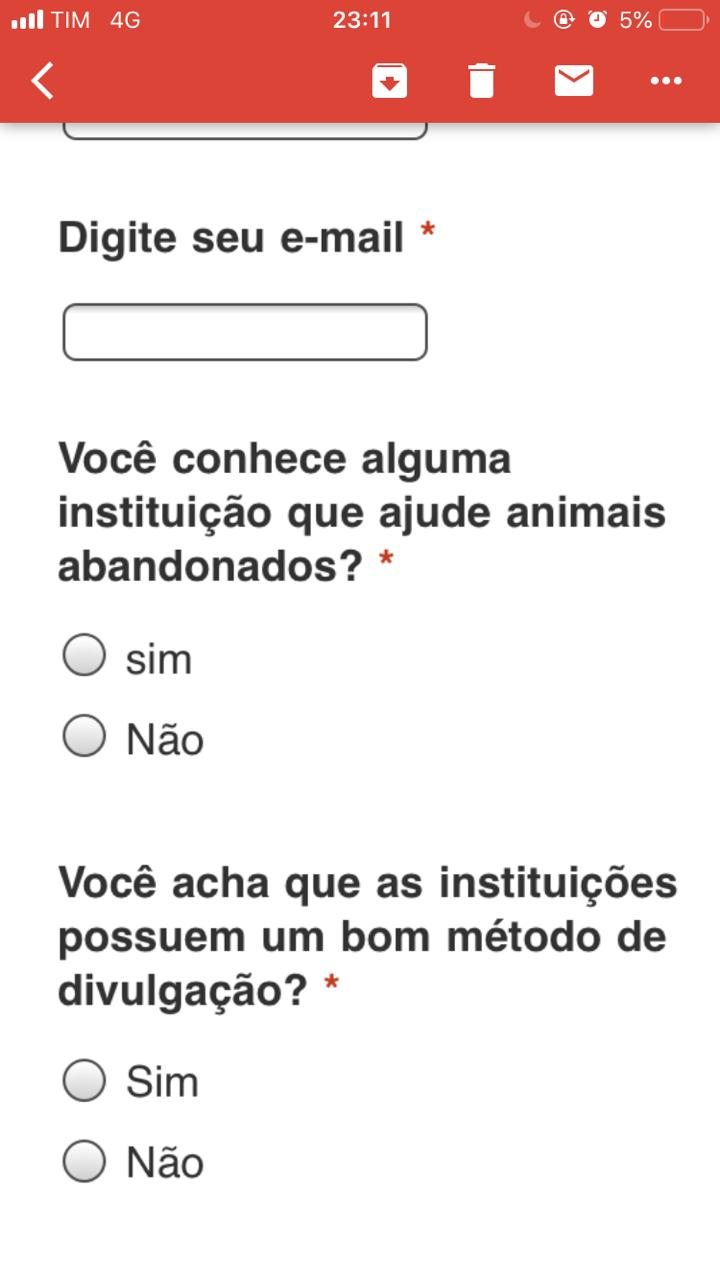 TIM 4G 23:11 5%
Digite seu e-mail *
Você conhece alguma
instituição que ajude animais
abandonados? *
sim
Não
Você acha que as instituições
possuem um bom método de
divulgação? *
Sim
Não